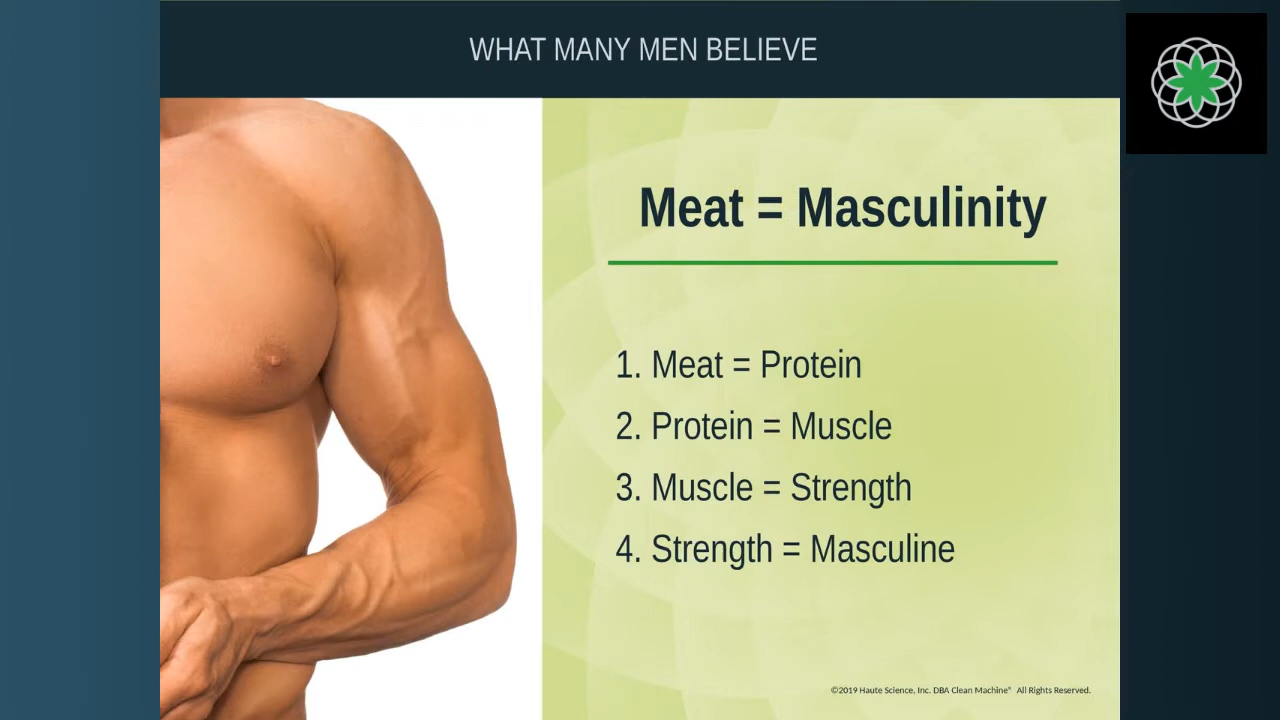 WHAT MANY MEN BELIEVE
Meat = Masculinity
1. Meat = Protein
2. Protein = Muscle
3. Muscle = Strength
4. Strength = Masculine
©2019 Haute Science, Inc. DBA Clean Machine® All Rights Reserved.